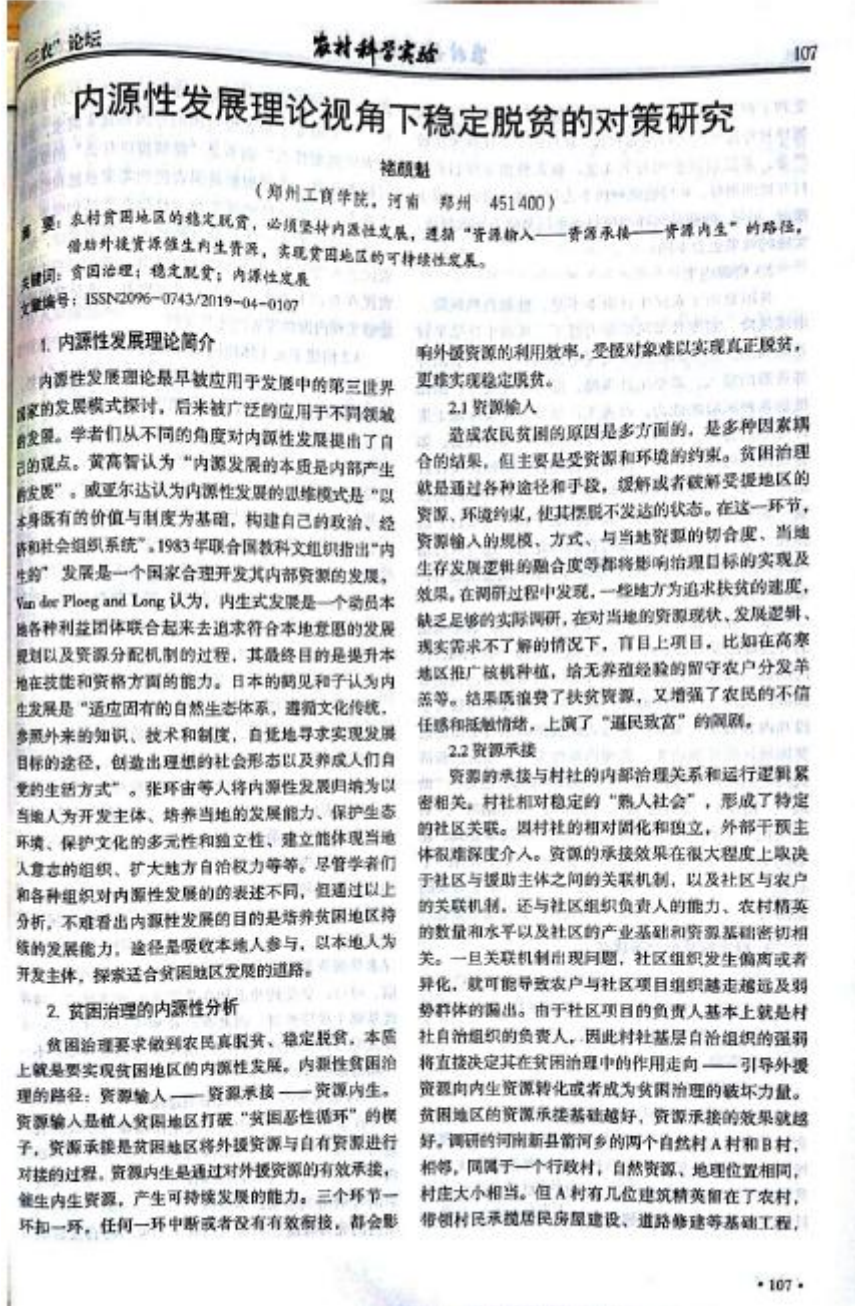 “三农”论坛
农村科学实验
107
内源性发展理论视角下稳定脱贫的对策研究
褚颜魁
(郑州工商学院，河南 郑州 451400)
摘 要：农村贫困地区的稳定脱贫，必须坚持内源性发展，遵循“资源输入——资源承接——资源内生”的路径，
借助外援资源催生内生资源，实现贫困地区的可持续性发展。
关键词：贫困治理；稳定脱贫；内源性发展
文章编号：ISSN2096-0743/2019-04-0107
1. 内源性发展理论简介
内源性发展理论最早被应用于发展中的第三世界
国家的发展模式探讨，后来被广泛的应用于不同领域
的发展。学者们从不同的角度对内源性发展提出了自
己的观点。黄高智认为“内源发展的本质是内部产生
的发展”。威亚尔达认为内源性发展的思维模式是“以
本身既有的价值与制度为基础，构建自己的政治、经
济和社会组织系统”。1983年联合国教科文组织指出“内
生的” 发展是一个国家合理开发其内部资源的发展。
Van der Ploeg and Long 认为，内生式发展是一个动员本
地各种利益团体联合起来去追求符合本地意愿的发展
规划以及资源分配机制的过程，其最终目的是提升本
地在技能和资格方面的能力。日本的鹤见和子认为内
生发展是“适应固有的自然生态体系，遵循文化传统，
参照外来的知识、技术和制度，自觉地寻求实现发展
目标的途径，创造出理想的社会形态以及养成人们自
觉的生活方式”。张环宙等人将内源性发展归纳为以
当地人为开发主体、培养当地的发展能力、保护生态
环境、保护文化的多元性和独立性、建立能体现当地
人意志的组织、扩大地方自治权力等等。尽管学者们
和各种组织对内源性发展的的表述不同，但通过以上
分析，不难看出内源性发展的目的是培养贫困地区持
续的发展能力，途径是吸收本地人参与，以本地人为
开发主体，探索适合贫困地区发展的道路。
2. 贫困治理的内源性分析
贫困治理要求做到农民真脱贫、稳定脱贫，本质
上就是要实现贫困地区的内源性发展。内源性贫困治
理的路径：资源输入——资源承接——资源内生。
资源输入是植入贫困地区打破“贫困恶性循环”的楔
子，资源承接是贫困地区将外援资源与自有资源进行
对接的过程，资源内生是通过对外援资源的有效承接，
催生内生资源，产生可持续发展的能力。三个环节一
环扣一环，任何一环中断或者没有有效衔接，都会影
响外援资源的利用效率，受援对象难以实现真正脱贫，
更难实现稳定脱贫。
2.1 资源输入
造成农民贫困的原因是多方面的，是多种因素耦
合的结果，但主要是受资源和环境的约束。贫困治理
就是通过各种途径和手段，缓解或者破解受援地区的
资源、环境约束，使其摆脱不发达的状态。在这一环节，
资源输入的规模、方式、与当地资源的切合度、当地
生存发展逻辑的融合度等都将影响治理目标的实现及
效果。在调研过程中发现，一些地方为追求扶贫的速度，
缺乏足够的实际调研，在对当地的资源现状、发展逻辑、
现实需求不了解的情况下，盲目上项目，比如在高寒
地区推广核桃种植，给无养殖经验的留守农户分发羊
羔等。结果既浪费了扶贫资源，又增强了农民的不信
任感和抵触情绪，上演了“逼民致富”的闹剧。
2.2 资源承接
资源的承接与村社的内部治理关系和运行逻辑紧
密相关。村社相对稳定的“熟人社会”，形成了特定
的社区关联。因村社的相对固化和独立，外部干预主
体很难深度介入。资源的承接效果在很大程度上取决
于社区与援助主体之间的关联机制，以及社区与农户
的关联机制，还与社区组织负责人的能力、农村精英
的数量和水平以及社区的产业基础和资源基础密切相
关。一旦关联机制出现问题，社区组织发生偏离或者
异化，就可能导致农户与社区项目组织越走越远及弱
势群体的漏出。由于社区项目的负责人基本上就是村
社自治组织的负责人，因此村社基层自治组织的强弱
将直接决定其在贫困治理中的作用走向——引导外援
资源向内生资源转化或者成为贫困治理的破坏力量。
贫困地区的资源承接基础越好，资源承接的效果就越
好。调研的河南新县箭河乡的两个自然村A村和B村，
相邻，同属于一个行政村，自然资源、地理位置相同，
村庄大小相当。但A村有几位建筑精英留在了农村，
带领村民承揽居民房屋建设、道路修建等基础工程，
·107·